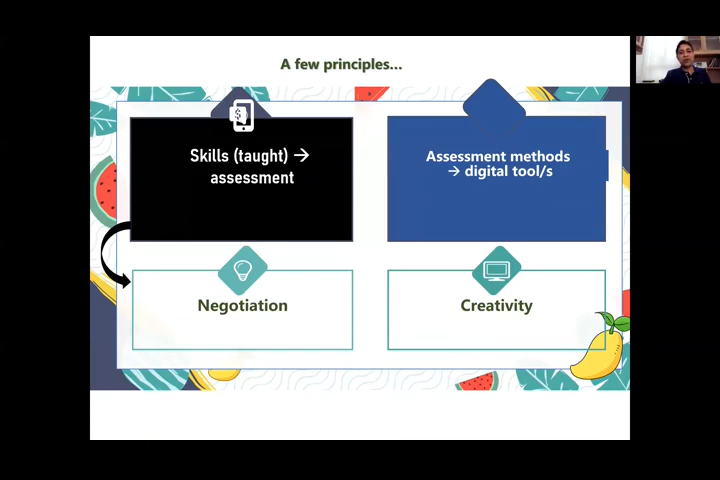 A few principles...
Skills (taught) →
assessment
Assessment methods
→ digital tool/s
Negotiation
Creativity